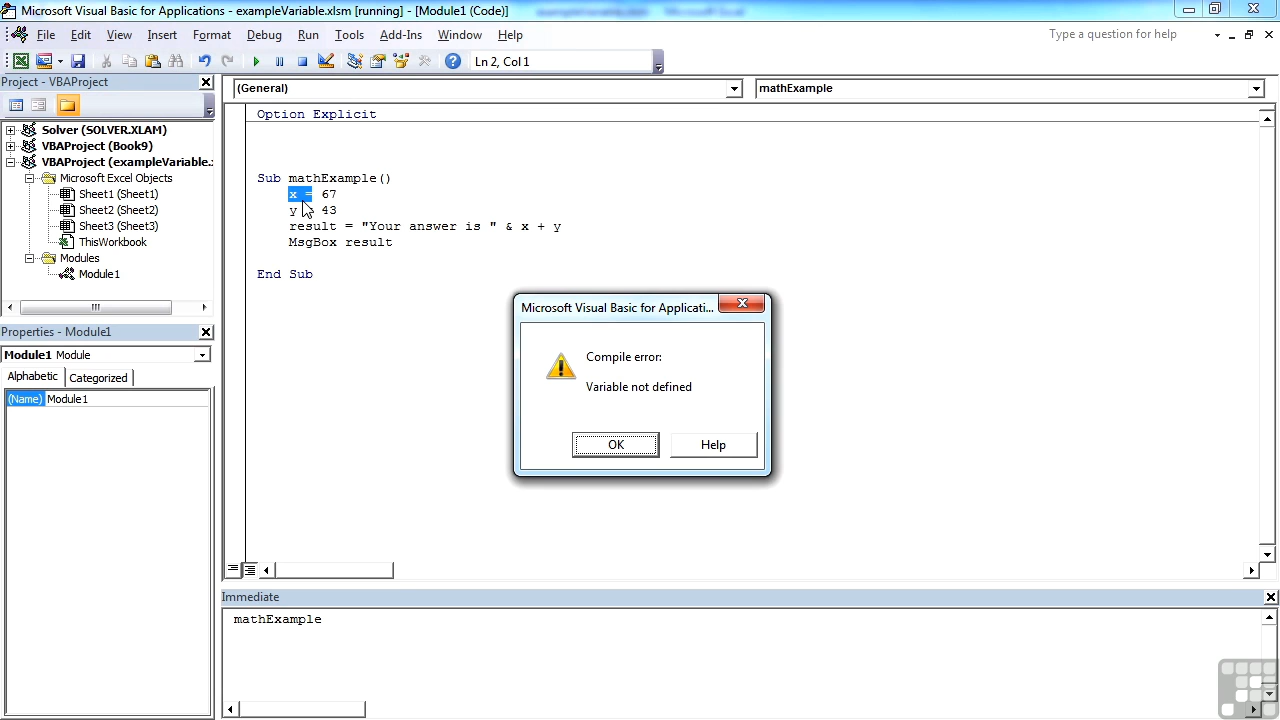 Microsoft Visual Basic for Applications - exampleVariable.xlsm [running] - [Module1 (Code)]
File Edit View Insert Format Debug Run Tools Add-Ins Window Help
Type a question for help
Ln 2, Col 1
Project - VBAProject
(General)
mathExample
Solver (SOLVER.XLAM)
VBAProject (Book9)
VBAProject (exampleVariable.
Microsoft Excel Objects
Sheet1 (Sheet1)
Sheet2 (Sheet2)
Sheet3 (Sheet3)
ThisWorkbook
Modules
Module1
Option Explicit
Sub mathExample()
x = 67
y = 43
result = "Your answer is " & x + y
MsgBox result
End Sub
Microsoft Visual Basic for Applicati...
Compile error:
Variable not defined
OK
Help
Properties - Module1
Module1 Module
Alphabetic
Categorized
(Name) Module1
Immediate
mathExample